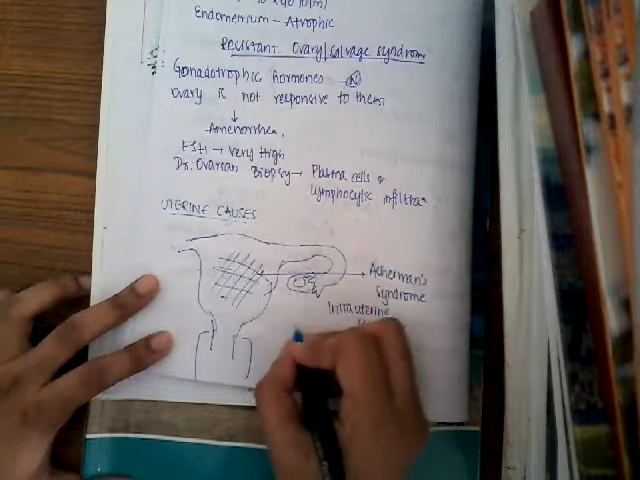 Endometrium - Atrophic
Resistant Ovary/salvage syndrome
Gonadotrophic hormones - N
Ovary is not responsive to them
↓
Amenorrhea,
FSH → very High
Dx: Ovarian Biopsy → Plasma cells &
Lymphocytic infiltra
UTERINE CAUSES
Asherman's
Syndrome
Intrauterine